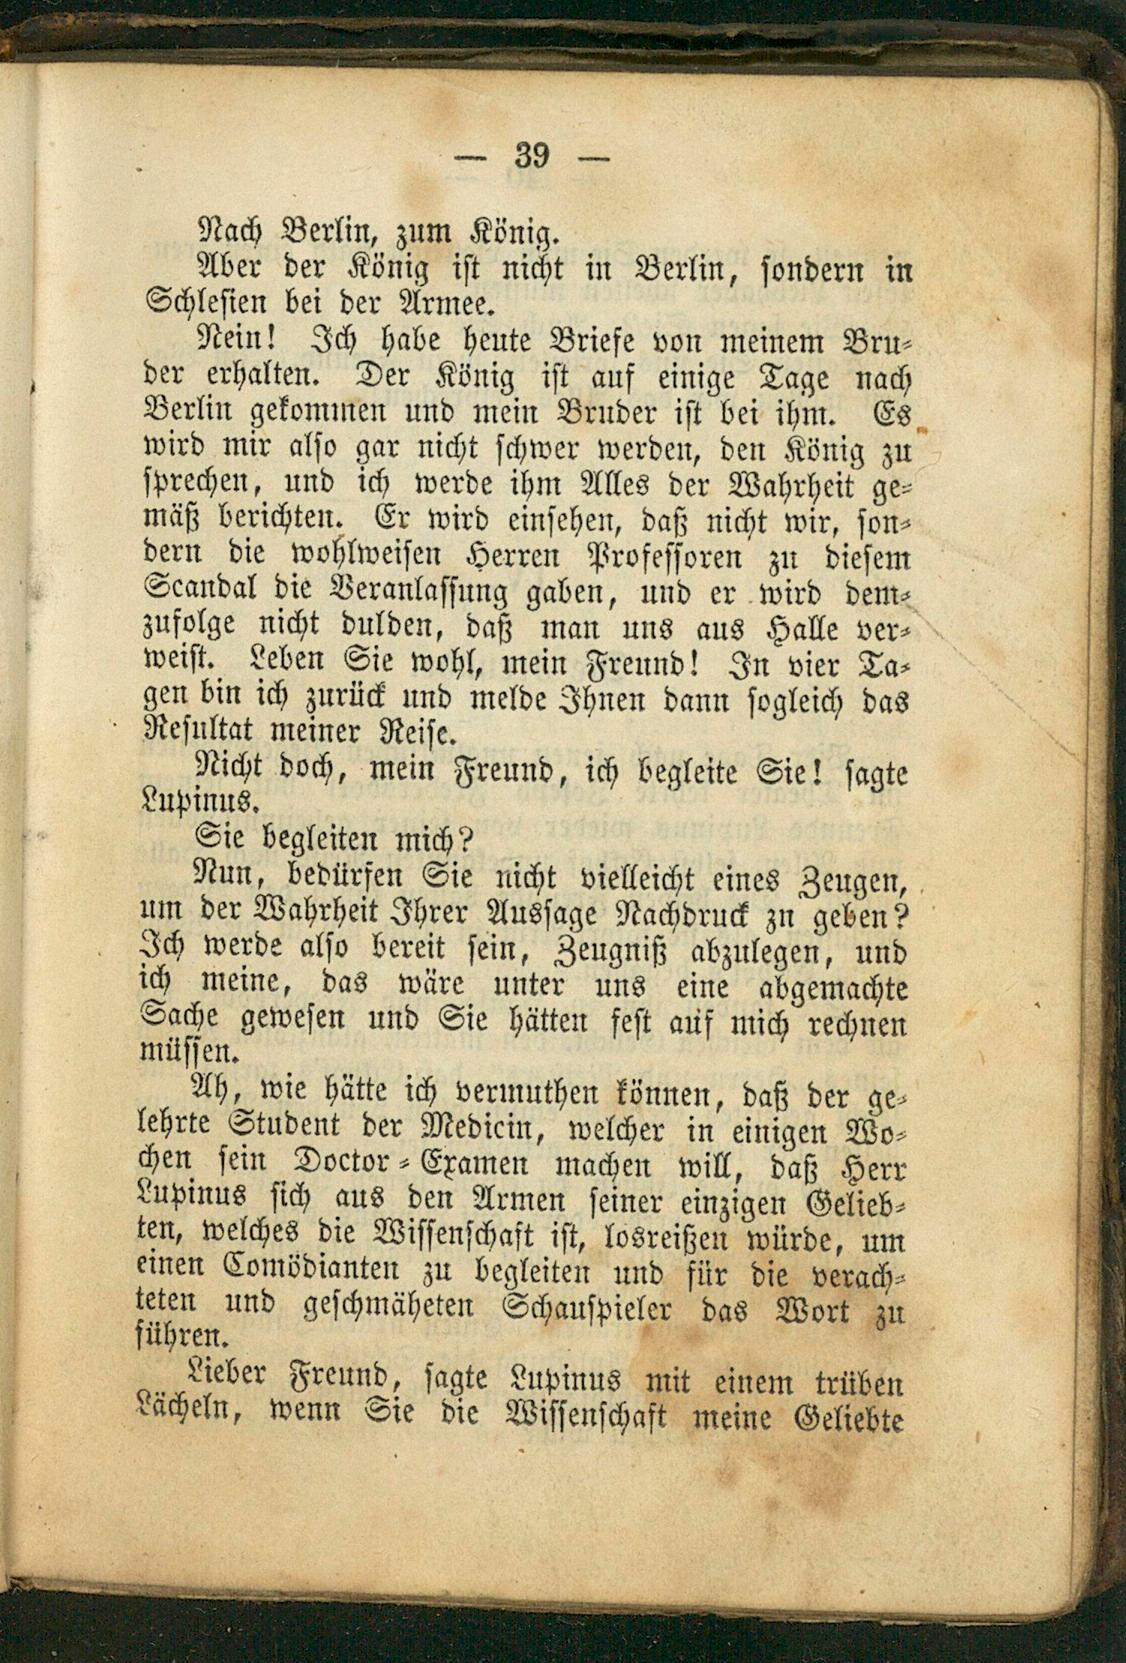 — 39 —
Nach Berlin, zum König.
Aber der König ist nicht in Berlin, sondern in
Schlesien bei der Armee.
Nein! Ich habe heute Briefe von meinem Bru-
der erhalten. Der König ist auf einige Tage nach
Berlin gekommen und mein Bruder ist bei ihm. Es
wird mir also gar nicht schwer werden, den König zu
sprechen, und ich werde ihm Alles der Wahrheit ge-
mäß berichten. Er wird einsehen, daß nicht wir, son-
dern die wohlweisen Herren Professoren zu diesem
Scandal die Veranlassung gaben, und er wird dem-
zufolge nicht dulden, daß man uns aus Halle ver-
weist. Leben Sie wohl, mein Freund! In vier Ta-
gen bin ich zurück und melde Ihnen dann sogleich das
Resultat meiner Reise.
Nicht doch, mein Freund, ich begleite Sie! sagte
Lupinus.
Sie begleiten mich?
Nun, bedürfen Sie nicht vielleicht eines Zeugen,
um der Wahrheit Ihrer Aussage Nachdruck zu geben?
Ich werde also bereit sein, Zeugniß abzulegen, und
ich meine, das wäre unter uns eine abgemachte
Sache gewesen und Sie hätten fest auf mich rechnen
müssen.
Ah, wie hätte ich vermuthen können, daß der ge-
lehrte Student der Medicin, welcher in einigen Wo-
chen sein Doctor-Examen machen will, daß Herr
Lupinus sich aus den Armen seiner einzigen Gelieb-
ten, welches die Wissenschaft ist, losreißen würde, um
einen Comödianten zu begleiten und für die verach-
teten und geschmäheten Schauspieler das Wort zu
führen.
Lieber Freund, sagte Lupinus mit einem trüben
Lächeln, wenn Sie die Wissenschaft meine Geliebte